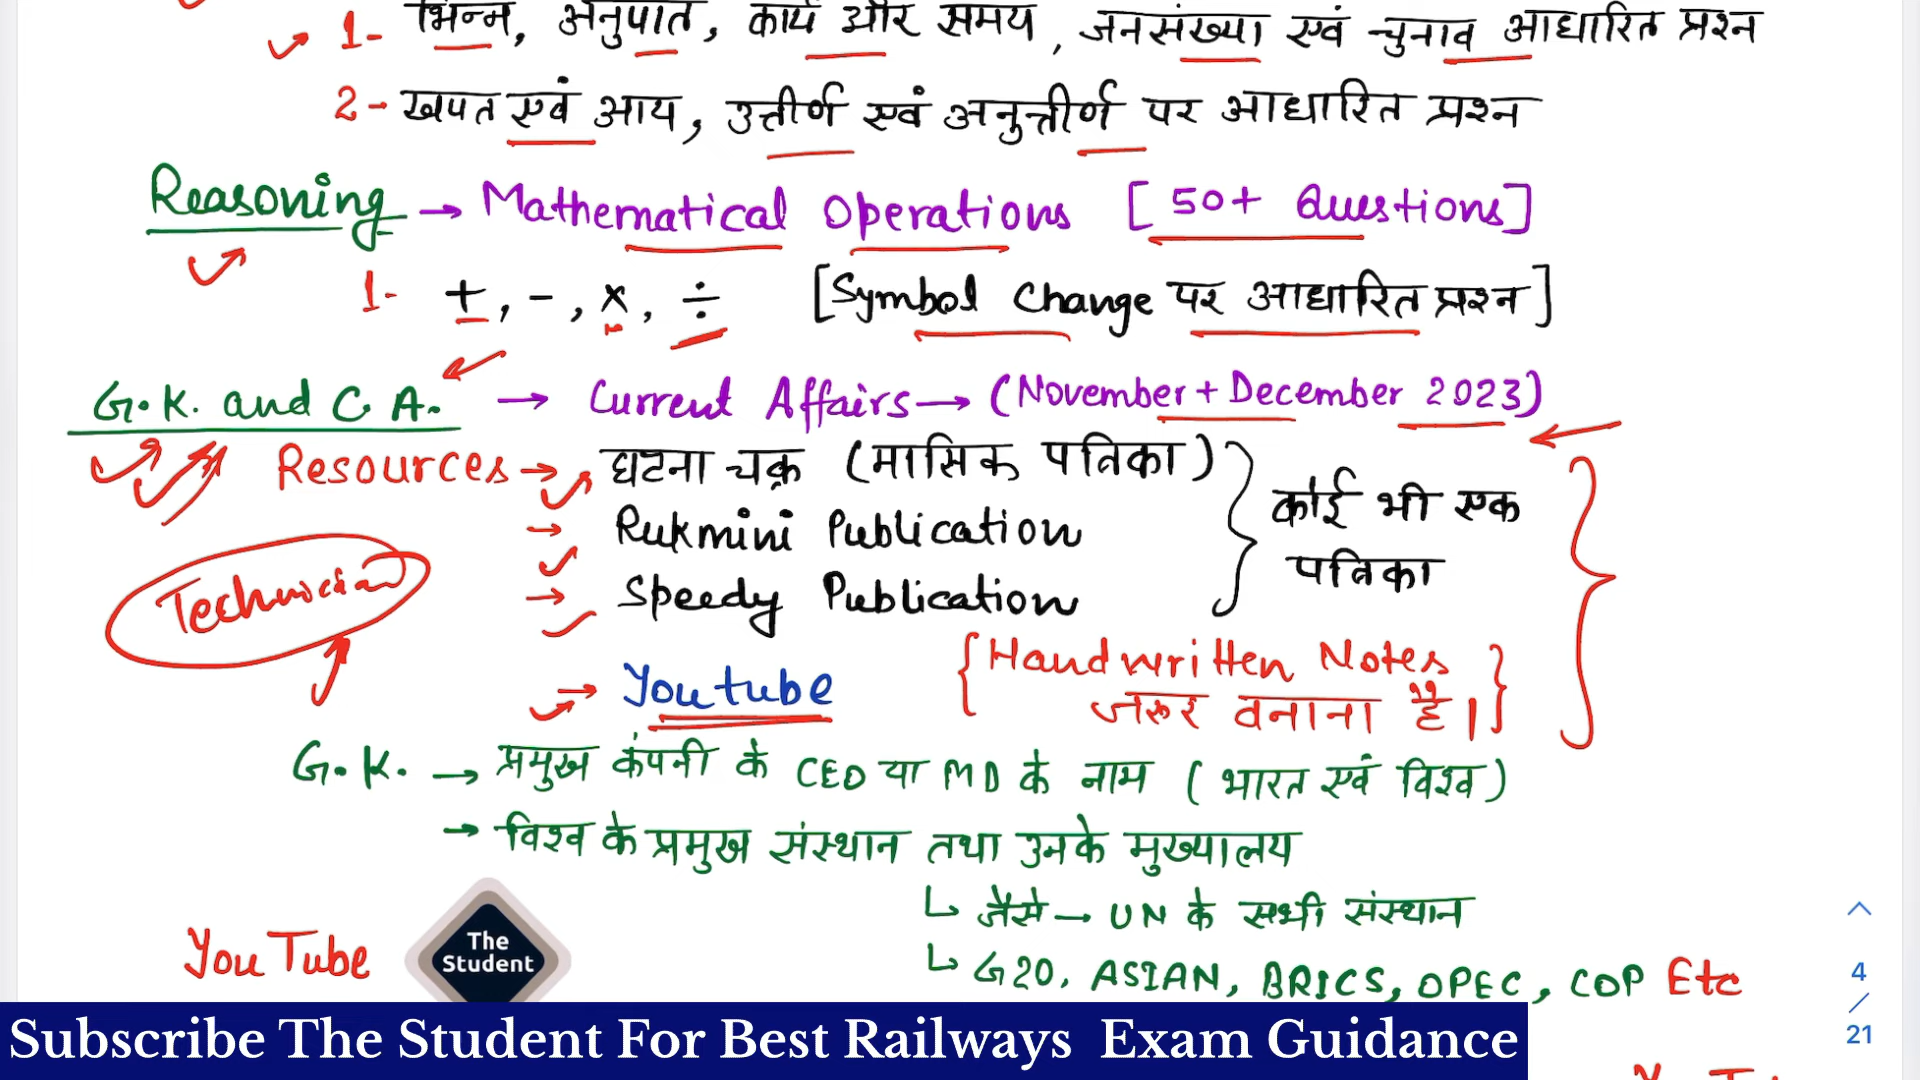 1- भिन्न, अनुपात, कार्य और समय, जनसंख्या एवं चुनाव आधारित प्रश्न
2- खपत एवं आय, उत्तीर्ण एवं अनुत्तीर्ण पर आधारित प्रश्न
Reasoning → Mathematical Operations [50+ Questions]
1- +, -, ×, ÷ [Symbol Change पर आधारित प्रश्न]
G.K. and C.A. → Current Affairs → (November + December 2023)
Resources → घटना चक्र (मासिक पत्रिका)
→ Rukmini Publication
→ Speedy Publication
कोई भी एक
पत्रिका
Technician
→ Youtube
{Handwritten Notes
जरूर बनाना है।}
G.K. → प्रमुख कंपनी के CEO या MD के नाम (भारत एवं विश्व)
→ विश्व के प्रमुख संस्थान तथा उनके मुख्यालय
↳ जैसे → UN के सभी संस्थान
↳ G20, ASIAN, BRICS, OPEC, COP Etc
YouTube
The
Student
4
/
21
Subscribe The Student For Best Railways Exam Guidance